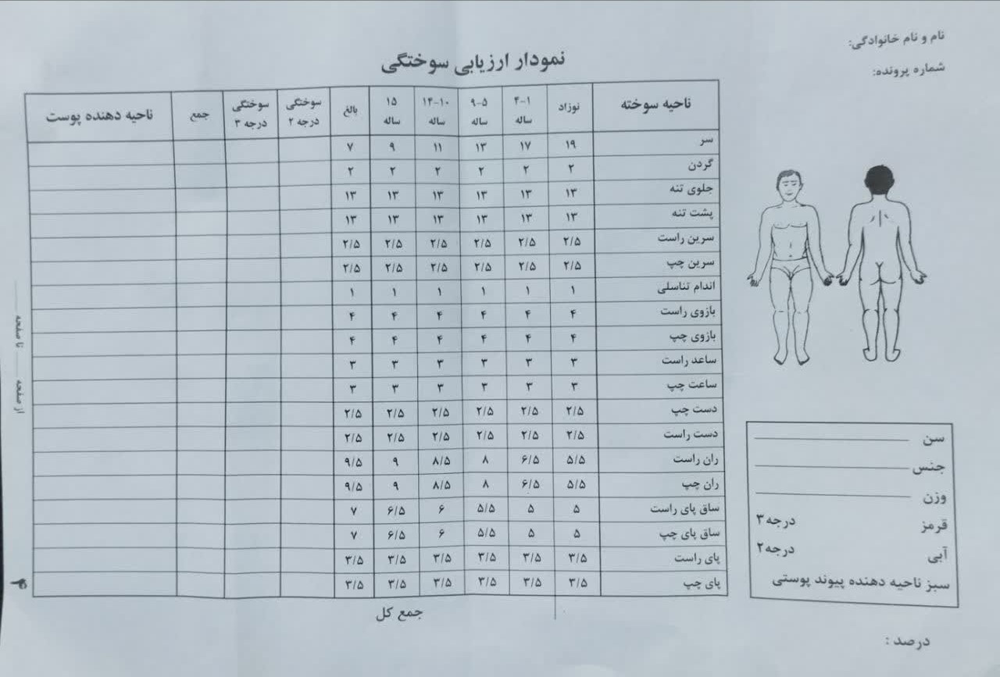 نام و نام خانوادگی:
شماره پرونده:
نمودار ارزیابی سوختگی
ناحیه سوخته نوزاد ۱-۴ ساله ۵-۹ ساله ۱۰-۱۴ ساله ۱۵ ساله بالغ سوختگی درجه ۲ سوختگی درجه ۳ جمع ناحیه دهنده پوست
سر ۱۹ ۱۷ ۱۳ ۱۱ ۹ ۷
گردن ۲ ۲ ۲ ۲ ۲ ۲
جلوی تنه ۱۳ ۱۳ ۱۳ ۱۳ ۱۳ ۱۳
پشت تنه ۱۳ ۱۳ ۱۳ ۱۳ ۱۳ ۱۳
سرین راست ۲/۵ ۲/۵ ۲/۵ ۲/۵ ۲/۵ ۲/۵
سرین چپ ۲/۵ ۲/۵ ۲/۵ ۲/۵ ۲/۵ ۲/۵
اندام تناسلی ۱ ۱ ۱ ۱ ۱ ۱
بازوی راست ۴ ۴ ۴ ۴ ۴ ۴
بازوی چپ ۴ ۴ ۴ ۴ ۴ ۴
ساعد راست ۳ ۳ ۳ ۳ ۳ ۳
ساعت چپ ۳ ۳ ۳ ۳ ۳ ۳
دست چپ ۲/۵ ۲/۵ ۲/۵ ۲/۵ ۲/۵ ۲/۵
دست راست ۲/۵ ۲/۵ ۲/۵ ۲/۵ ۲/۵ ۲/۵
ران راست ۵/۵ ۶/۵ ۸ ۸/۵ ۹ ۹/۵
ران چپ ۵/۵ ۶/۵ ۸ ۸/۵ ۹ ۹/۵
ساق پای راست ۵ ۵ ۵/۵ ۶ ۶/۵ ۷
ساق پای چپ ۵ ۵ ۵/۵ ۶ ۶/۵ ۷
پای راست ۳/۵ ۳/۵ ۳/۵ ۳/۵ ۳/۵ ۳/۵
پای چپ ۳/۵ ۳/۵ ۳/۵ ۳/۵ ۳/۵ ۳/۵
جمع کل
سن
جنس
وزن
قرمز درجه۳
آبی درجه۲
سبز ناحیه دهنده پیوند پوستی
درصد :
از صفحه تا صفحه